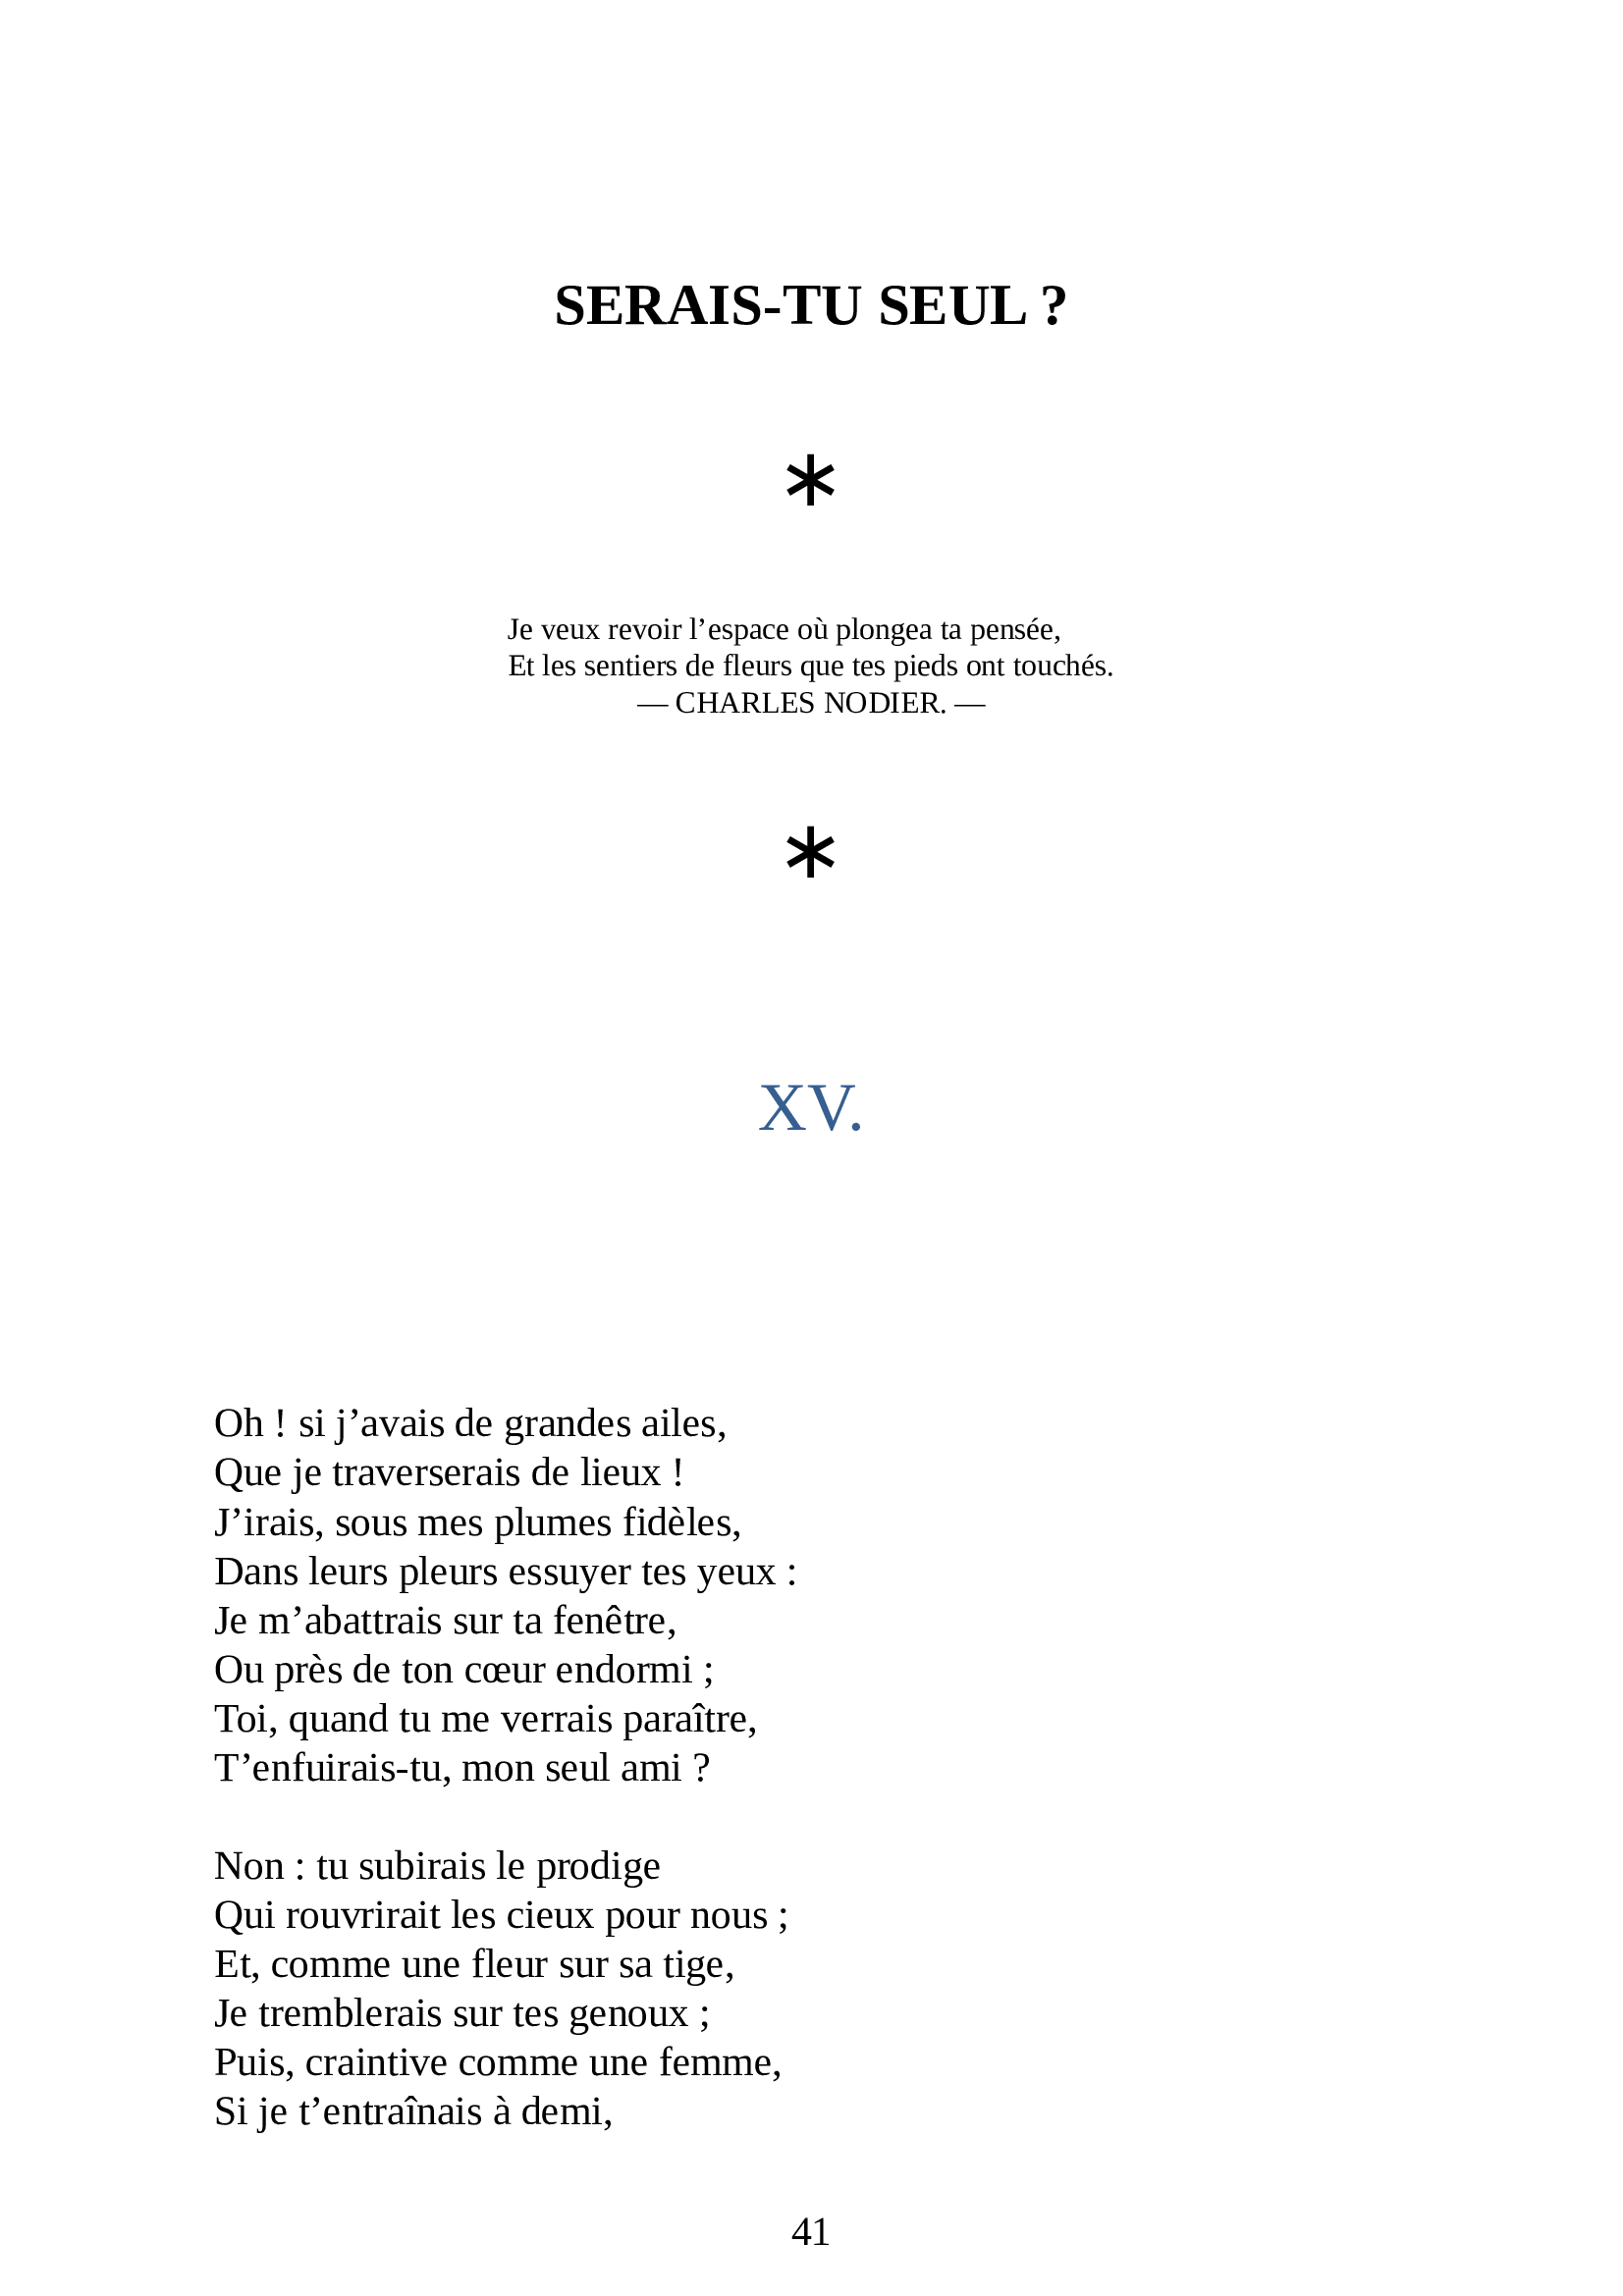 SERAIS-TU SEUL ?
*
Je veux revoir l’espace où plongea ta pensée,
Et les sentiers de fleurs que tes pieds ont touchés.
— CHARLES NODIER. —
*
XV.
Oh ! si j’avais de grandes ailes,
Que je traverserais de lieux !
J’irais, sous mes plumes fidèles,
Dans leurs pleurs essuyer tes yeux :
Je m’abattrais sur ta fenêtre,
Ou près de ton cœur endormi ;
Toi, quand tu me verrais paraître,
T’enfuirais-tu, mon seul ami ?
Non : tu subirais le prodige
Qui rouvrirait les cieux pour nous ;
Et, comme une fleur sur sa tige,
Je tremblerais sur tes genoux ;
Puis, craintive comme une femme,
Si je t’entraînais à demi,
41